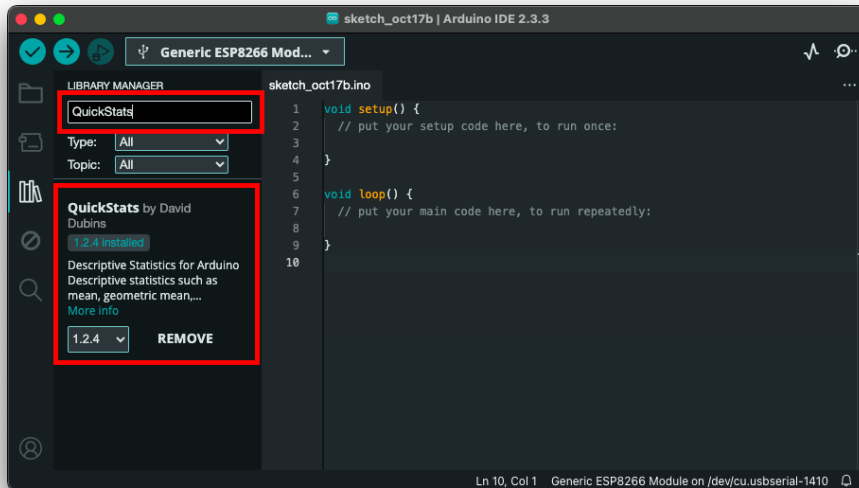 sketch_oct17b | Arduino IDE 2.3.3
Generic ESP8266 Mod...
LIBRARY MANAGER
QuickStats
Type: All
Topic: All
QuickStats by David
Dubins
1.2.4 installed
Descriptive Statistics for Arduino
Descriptive statistics such as
mean, geometric mean,...
More info
1.2.4 REMOVE
sketch_oct17b.ino
...
1 void setup() {
2 // put your setup code here, to run once:
3
4 }
5
6 void loop() {
7 // put your main code here, to run repeatedly:
8
9 }
10
Ln 10, Col 1 Generic ESP8266 Module on /dev/cu.usbserial-1410